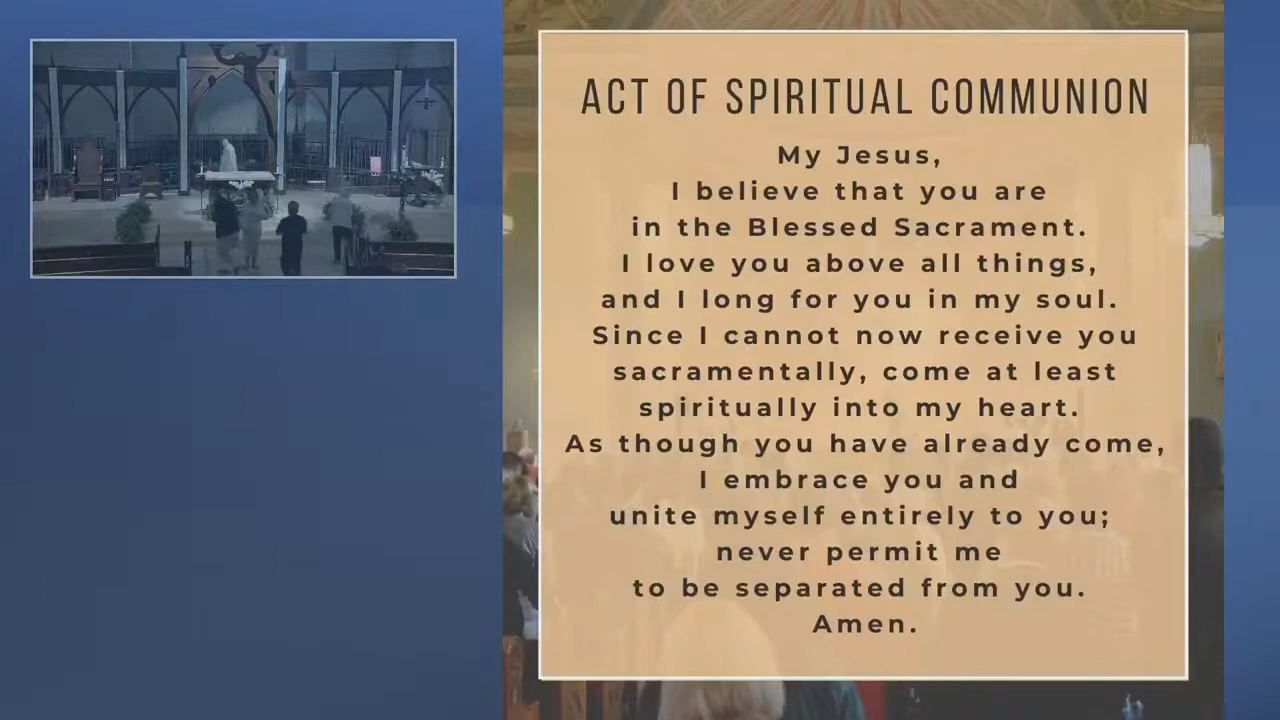 ACT OF SPIRITUAL COMMUNION
My Jesus,
I believe that you are
in the Blessed Sacrament.
I love you above all things,
and I long for you in my soul.
Since I cannot now receive you
sacramentally, come at least
spiritually into my heart.
As though you have already come,
I embrace you and
unite myself entirely to you;
never permit me
to be separated from you.
Amen.